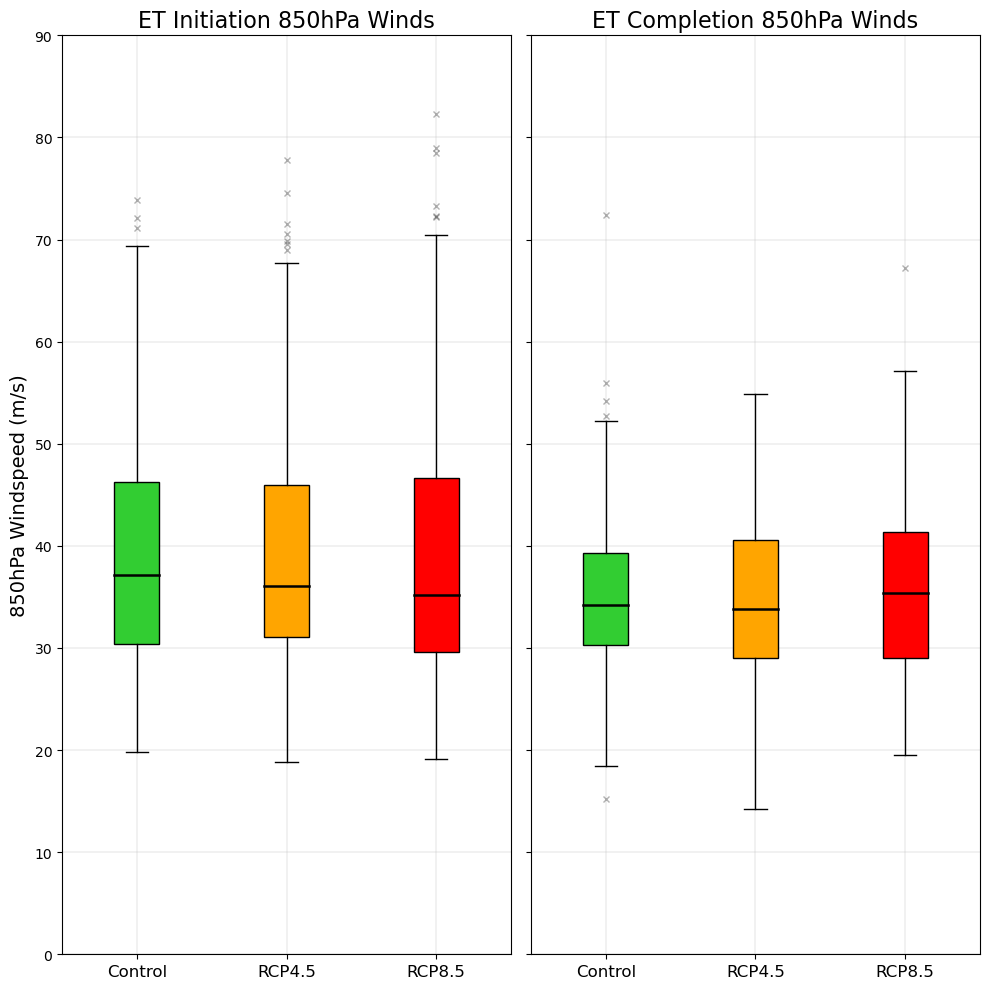 ET Initiation 850hPa Winds
ET Completion 850hPa Winds
850hPa Windspeed (m/s)
90
80
70
60
50
40
30
20
10
0
Control RCP4.5 RCP8.5
Control RCP4.5 RCP8.5